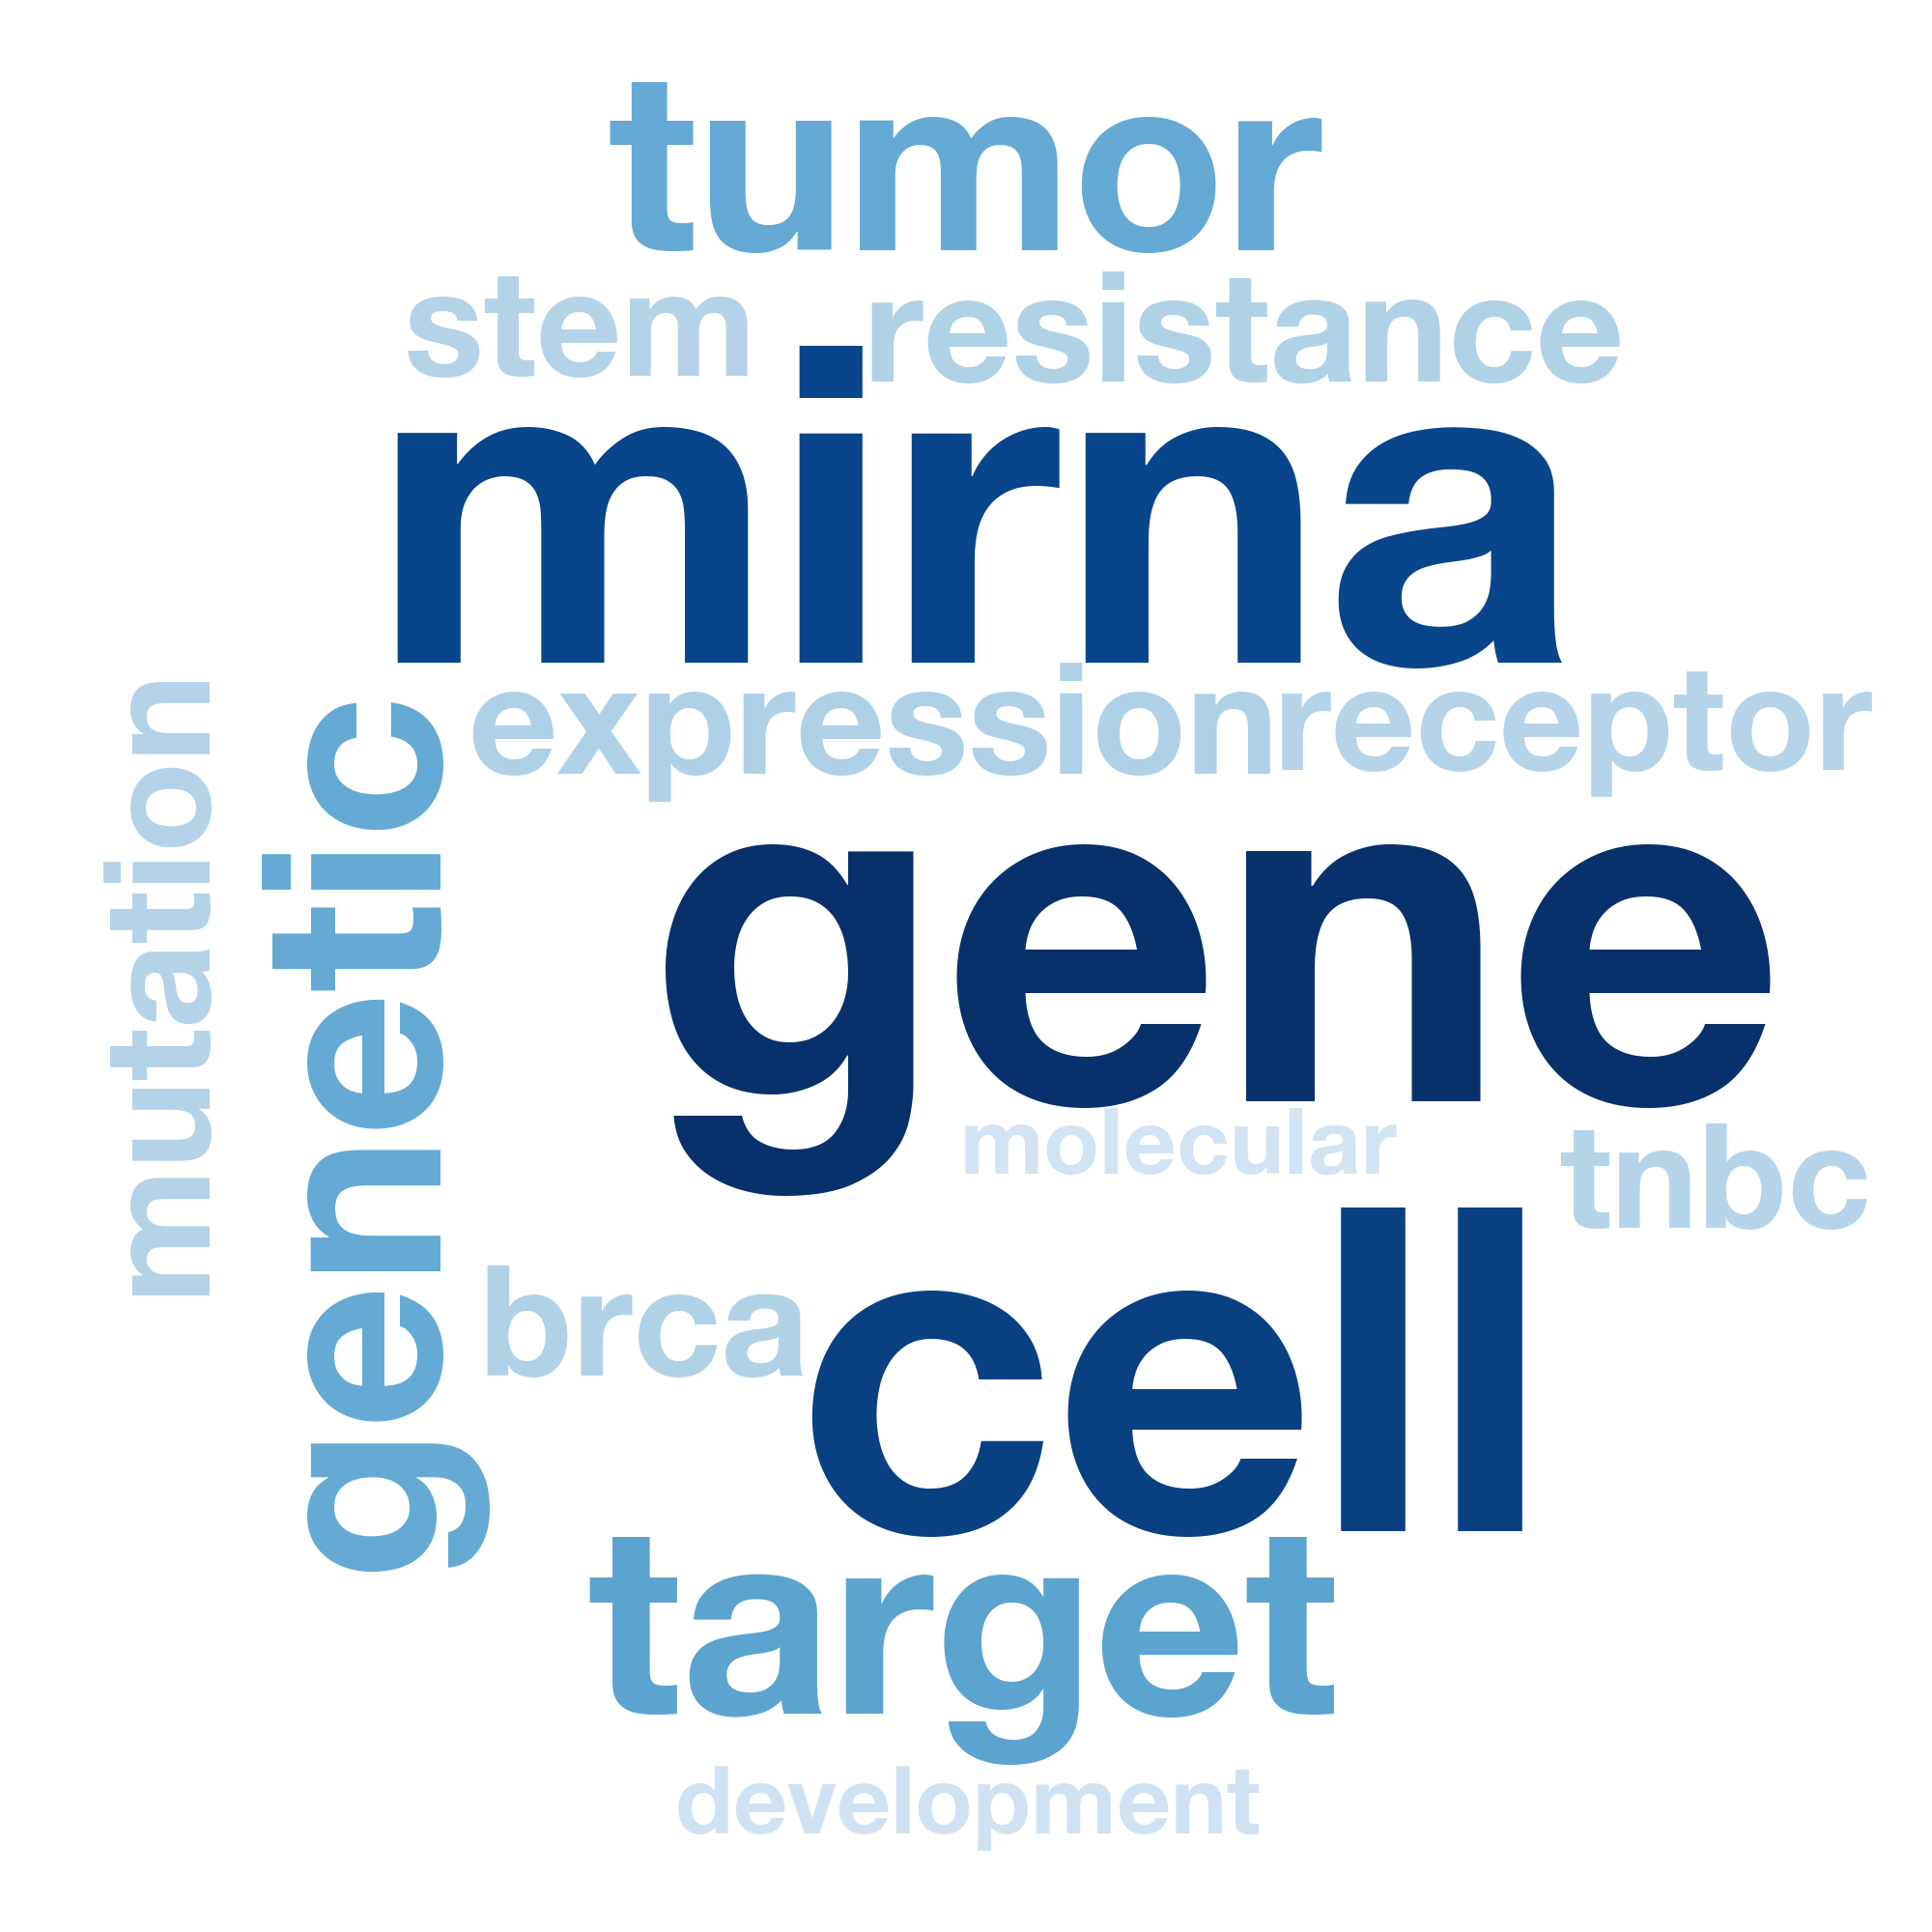 tumor
stem resistance
mirna
expression receptor
mutation
genetic
gene
molecular
tnbc
brca
cell
target
development